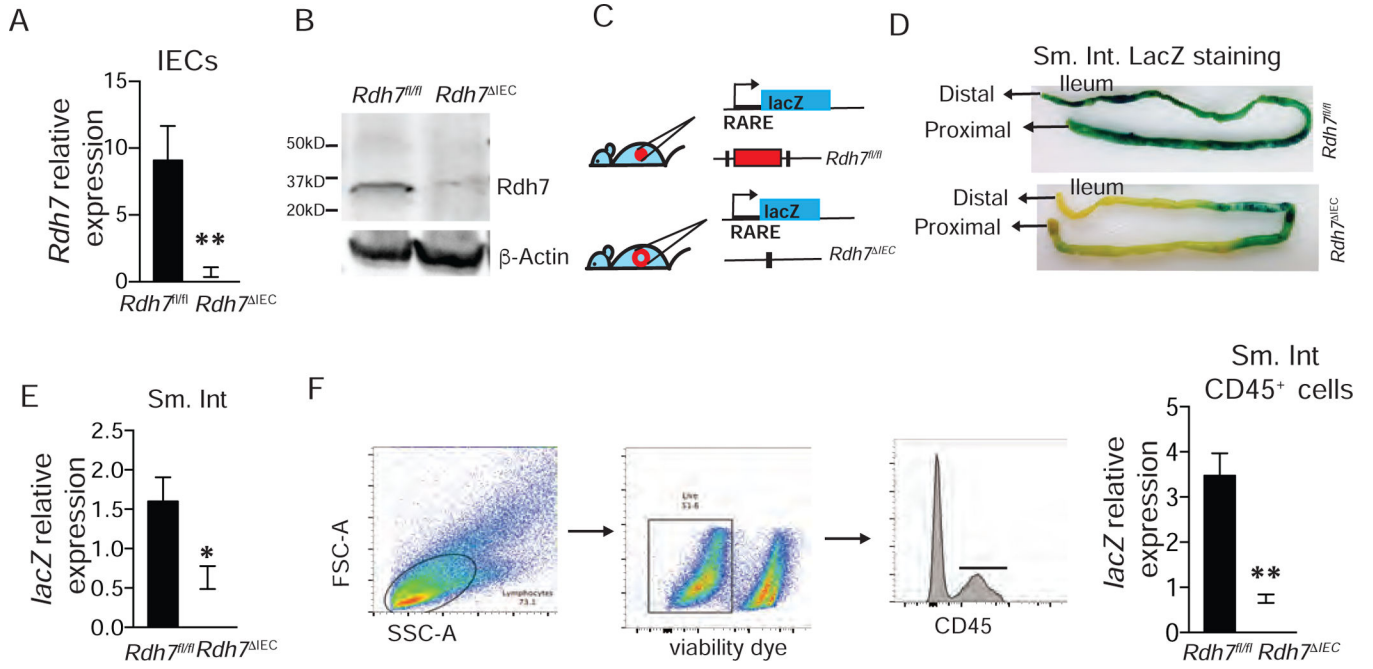 A
IECs
Rdh7 relative
expression
15
10
5
0
**
Rdh7fl/fl Rdh7ΔIEC
B
Rdh7fl/fl Rdh7ΔIEC
50kD
37kD
20kD
Rdh7
β-Actin
C
lacZ
RARE
Rdh7fl/fl
lacZ
RARE
Rdh7ΔIEC
D
Sm. Int. LacZ staining
Ileum
Distal
Proximal
Rdh7fl/fl
Ileum
Distal
Proximal
Rdh7ΔIEC
E
Sm. Int
lacZ relative
expression
2.5
2.0
1.5
1.0
0.5
0.0
*
Rdh7fl/fl Rdh7ΔIEC
F
FSC-A
SSC-A
Lymphocytes
73.1
Live
51.6
viability dye
CD45
Sm. Int
CD45+ cells
lacZ relative
expression
5
4
3
2
1
0
**
Rdh7fl/fl Rdh7ΔIEC